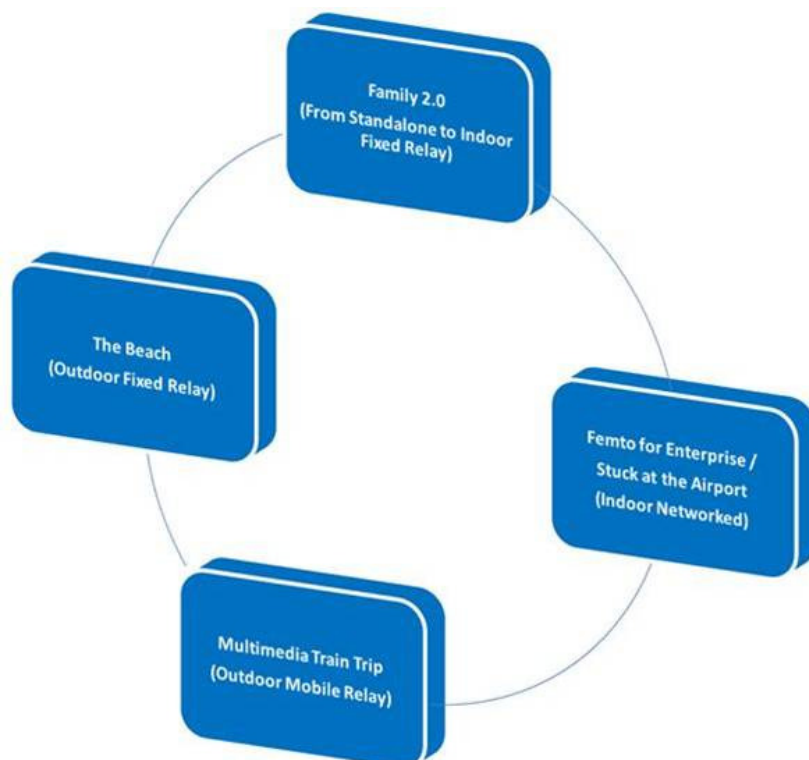 Family 2.0
(From Standalone to Indoor
Fixed Relay)
The Beach
(Outdoor Fixed Relay)
Femto for Enterprise /
Stuck at the Airport
(Indoor Networked)
Multimedia Train Trip
(Outdoor Mobile Relay)